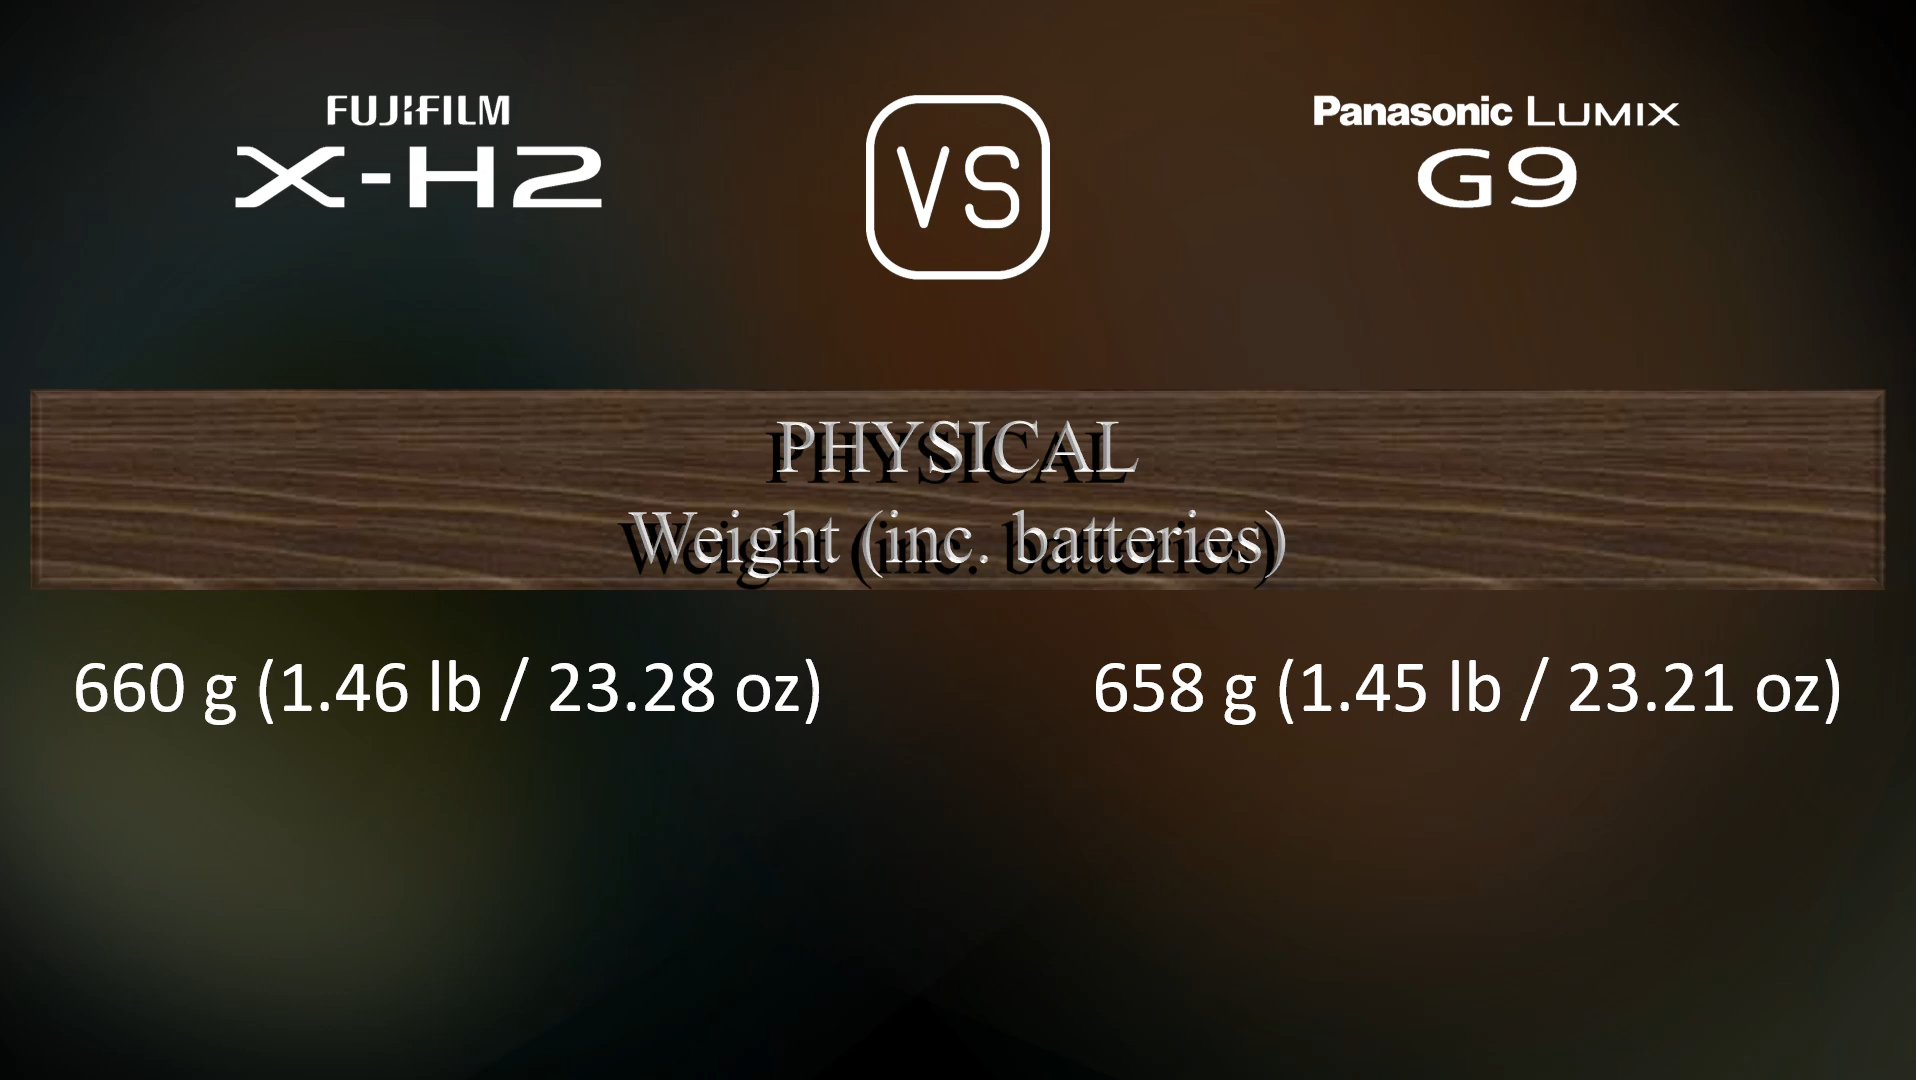 FUJIFILM
X-H2
VS
Panasonic LUMIX
G9
PHYSICAL
Weight (inc. batteries)
660 g (1.46 lb / 23.28 oz)
658 g (1.45 lb / 23.21 oz)